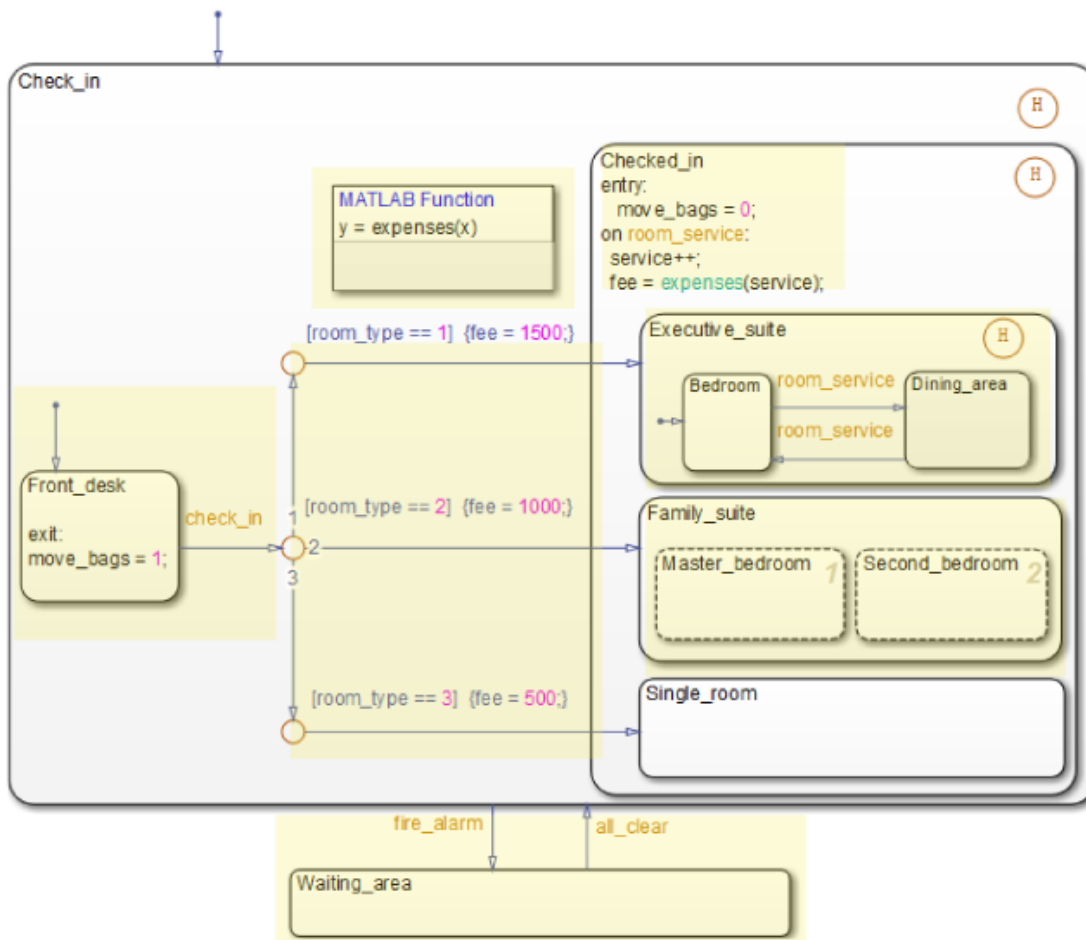 Check_in
H
Checked_in
H
entry:
move_bags = 0;
on room_service:
service++;
fee = expenses(service);
MATLAB Function
y = expenses(x)
[room_type == 1] {fee = 1500;}
Executive_suite
H
Bedroom
room_service
Dining_area
room_service
Front_desk
exit:
move_bags = 1;
check_in
1
2
3
[room_type == 2] {fee = 1000;}
Family_suite
Master_bedroom 1
Second_bedroom 2
[room_type == 3] {fee = 500;}
Single_room
fire_alarm
all_clear
Waiting_area